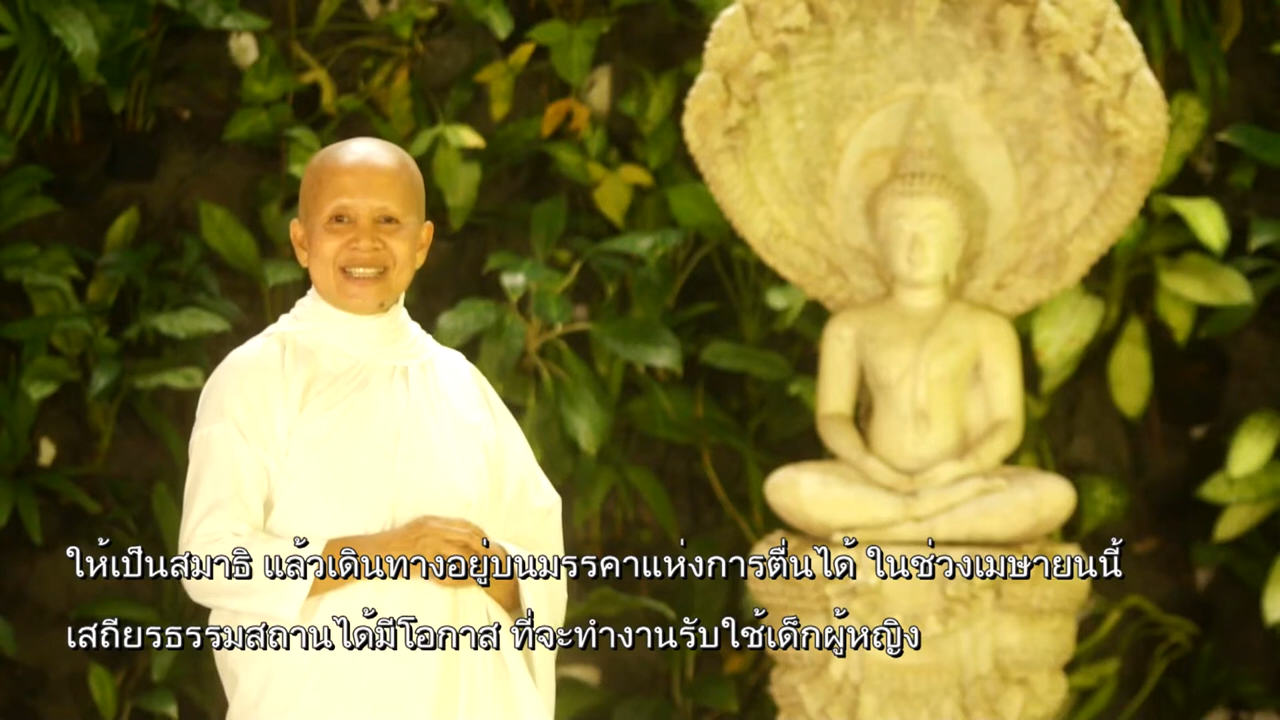 ให้เป็นสมาธิ แล้วเดินทางอยู่บนมรรคาแห่งการตื่นได้ ในช่วงเมษายนนี้
เสถียรธรรมสถานได้มีโอกาส ที่จะทำงานรับใช้เด็กผู้หญิง